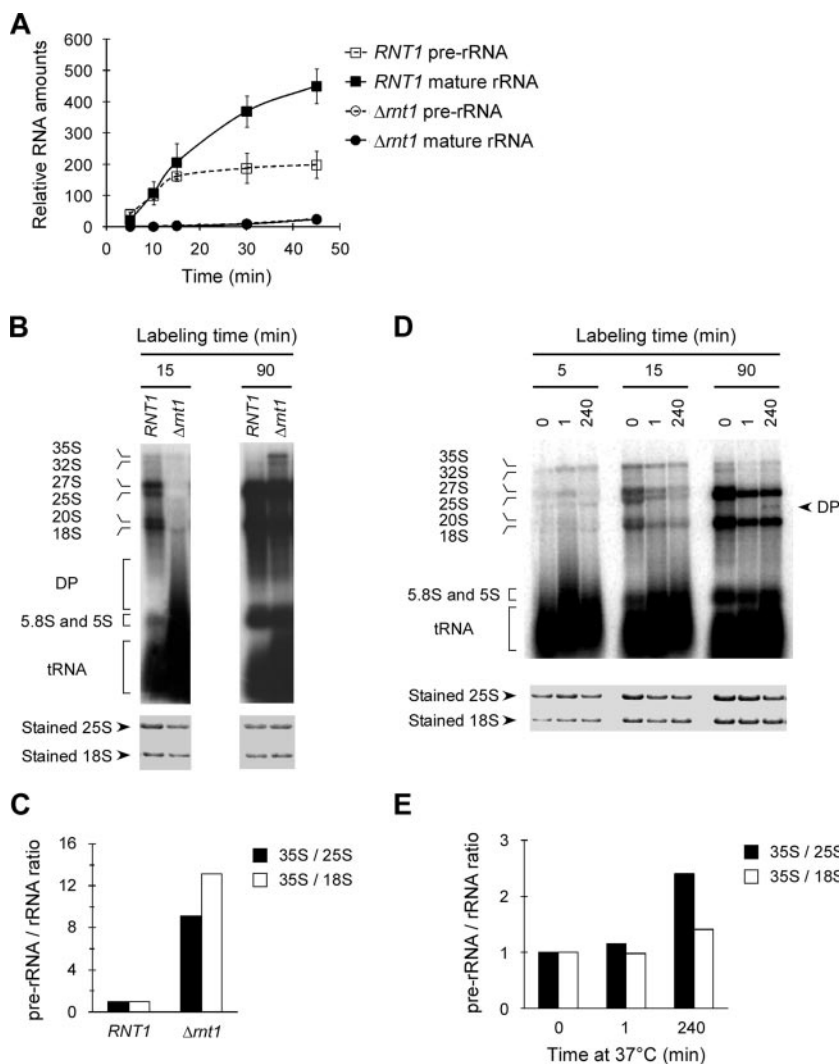 A
Relative RNA amounts
600
500
400
300
200
100
0
0 10 20 30 40 50
Time (min)
RNT1 pre-rRNA
RNT1 mature rRNA
Δrnt1 pre-rRNA
Δrnt1 mature rRNA
B
Labeling time (min)
15 90
RNT1 Δrnt1 RNT1 Δrnt1
35S
32S
27S
25S
20S
18S
DP
5.8S and 5S
tRNA
Stained 25S
Stained 18S
C
pre-rRNA / rRNA ratio
16
12
8
4
0
RNT1 Δrnt1
35S / 25S
35S / 18S
D
Labeling time (min)
5 15 90
0 1 240 0 1 240 0 1 240
35S
32S
27S
25S
20S
18S
DP
5.8S and 5S
tRNA
Stained 25S
Stained 18S
E
pre-rRNA / rRNA ratio
3
2
1
0
0 1 240
Time at 37°C (min)
35S / 25S
35S / 18S